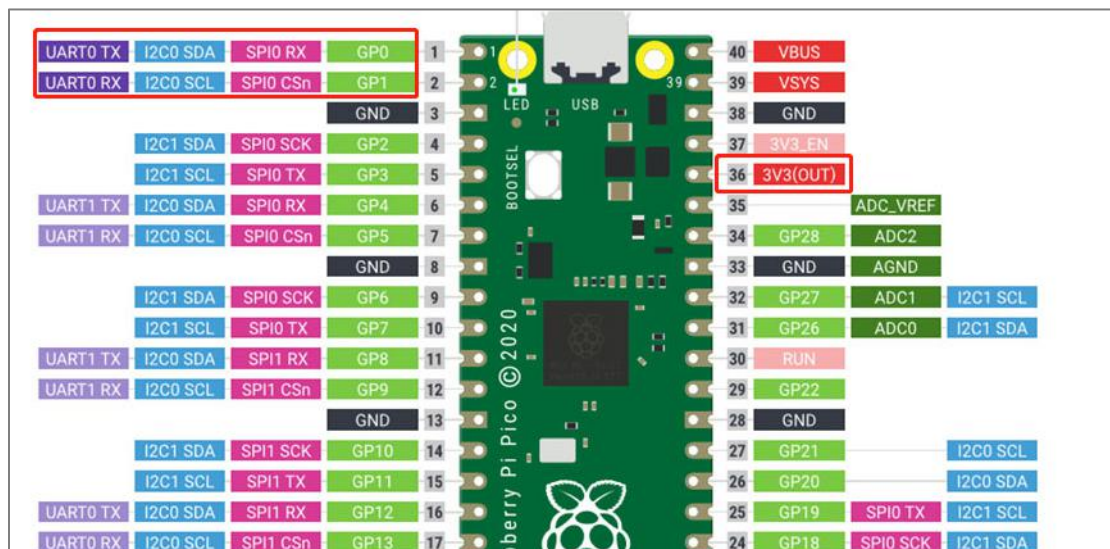 UART0 TX I2C0 SDA SPI0 RX GP0 1 1 40 VBUS
UART0 RX I2C0 SCL SPI0 CSn GP1 2 2 39 39 VSYS
GND 3 LED USB 38 GND
I2C1 SDA SPI0 SCK GP2 4 37 3V3_EN
I2C1 SCL SPI0 TX GP3 5 BOOTSEL 36 3V3(OUT)
UART1 TX I2C0 SDA SPI0 RX GP4 6 35 ADC_VREF
UART1 RX I2C0 SCL SPI0 CSn GP5 7 34 GP28 ADC2
GND 8 33 GND AGND
I2C1 SDA SPI0 SCK GP6 9 32 GP27 ADC1 I2C1 SCL
I2C1 SCL SPI0 TX GP7 10 31 GP26 ADC0 I2C1 SDA
UART1 TX I2C0 SDA SPI1 RX GP8 11 30 RUN
UART1 RX I2C0 SCL SPI1 CSn GP9 12 29 GP22
GND 13 28 GND
I2C1 SDA SPI1 SCK GP10 14 27 GP21 I2C0 SCL
I2C1 SCL SPI1 TX GP11 15 26 GP20 I2C0 SDA
UART0 TX I2C0 SDA SPI1 RX GP12 16 25 GP19 SPI0 TX I2C1 SCL
UART0 RX I2C0 SCL SPI1 CSn GP13 17 24 GP18 SPI0 SCK I2C1 SDA
berry Pi Pico ©2020